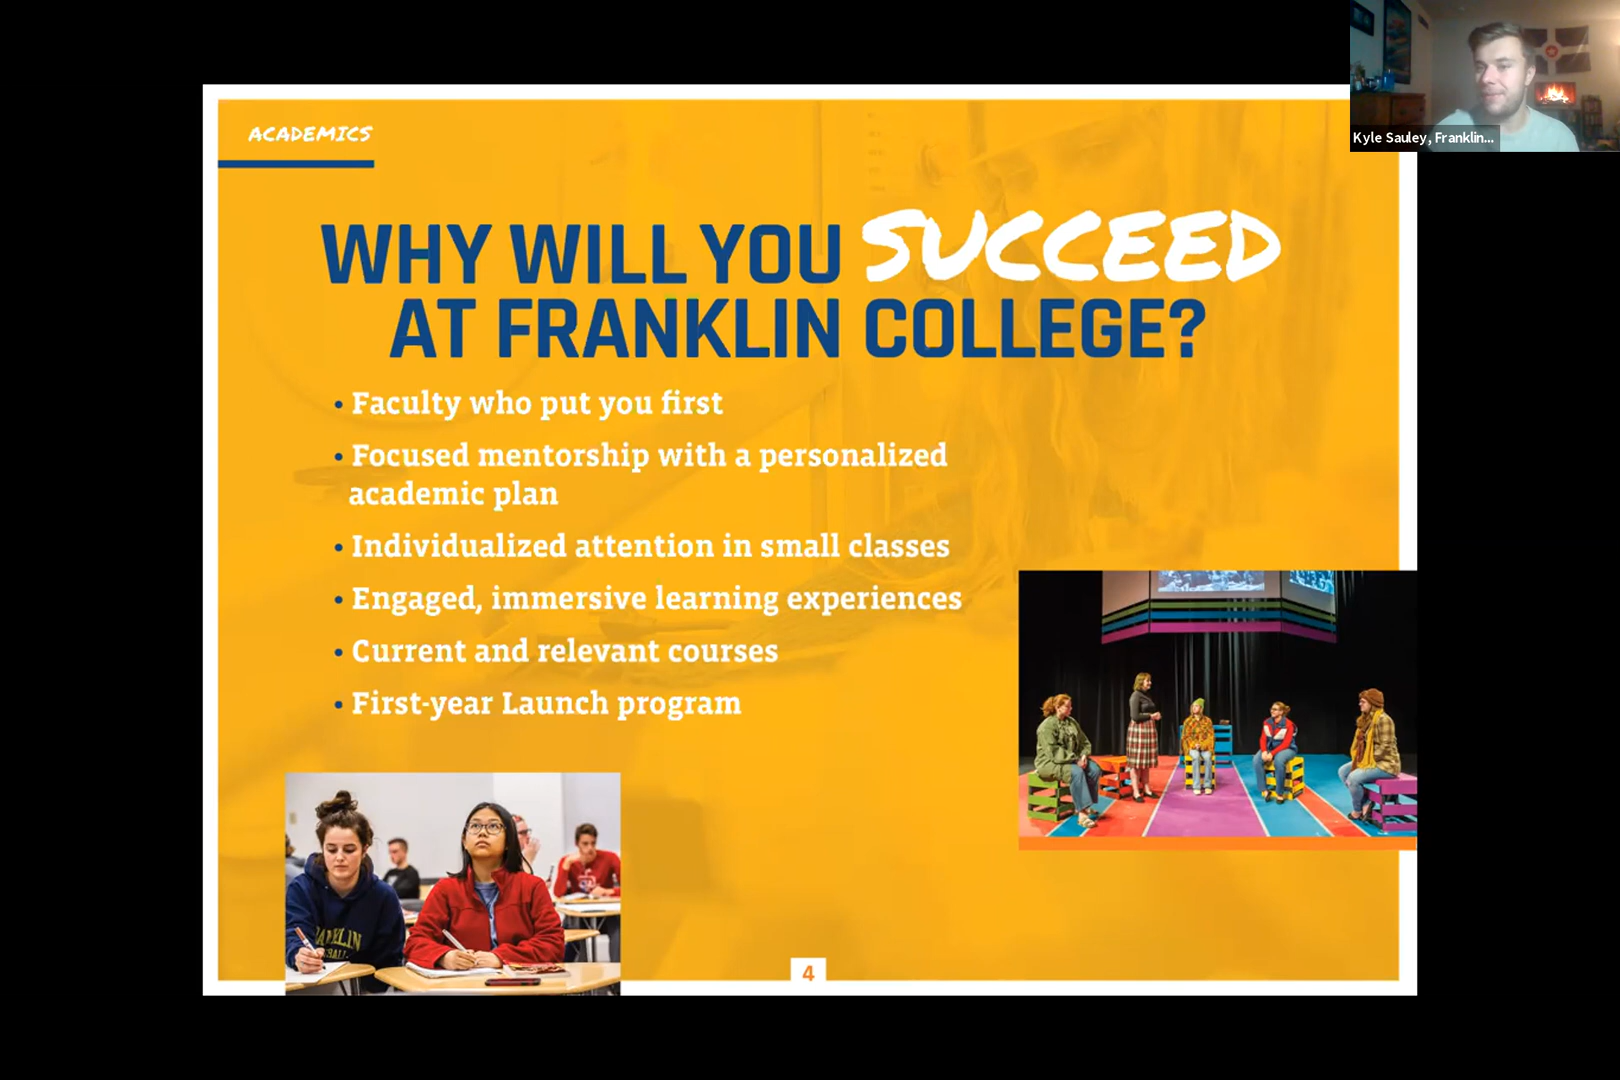 ACADEMICS
WHY WILL YOU SUCCEED
AT FRANKLIN COLLEGE?
• Faculty who put you first
• Focused mentorship with a personalized
academic plan
• Individualized attention in small classes
• Engaged, immersive learning experiences
• Current and relevant courses
• First-year Launch program
4
Kyle Sauley, Franklin...